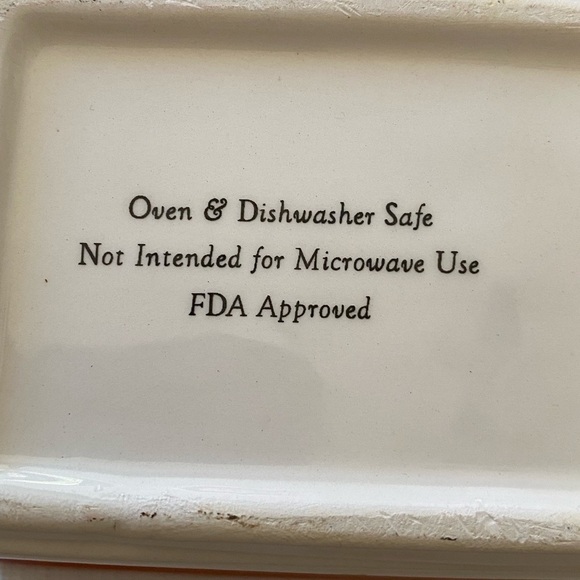 Oven & Dishwasher Safe
Not Intended for Microwave Use
FDA Approved